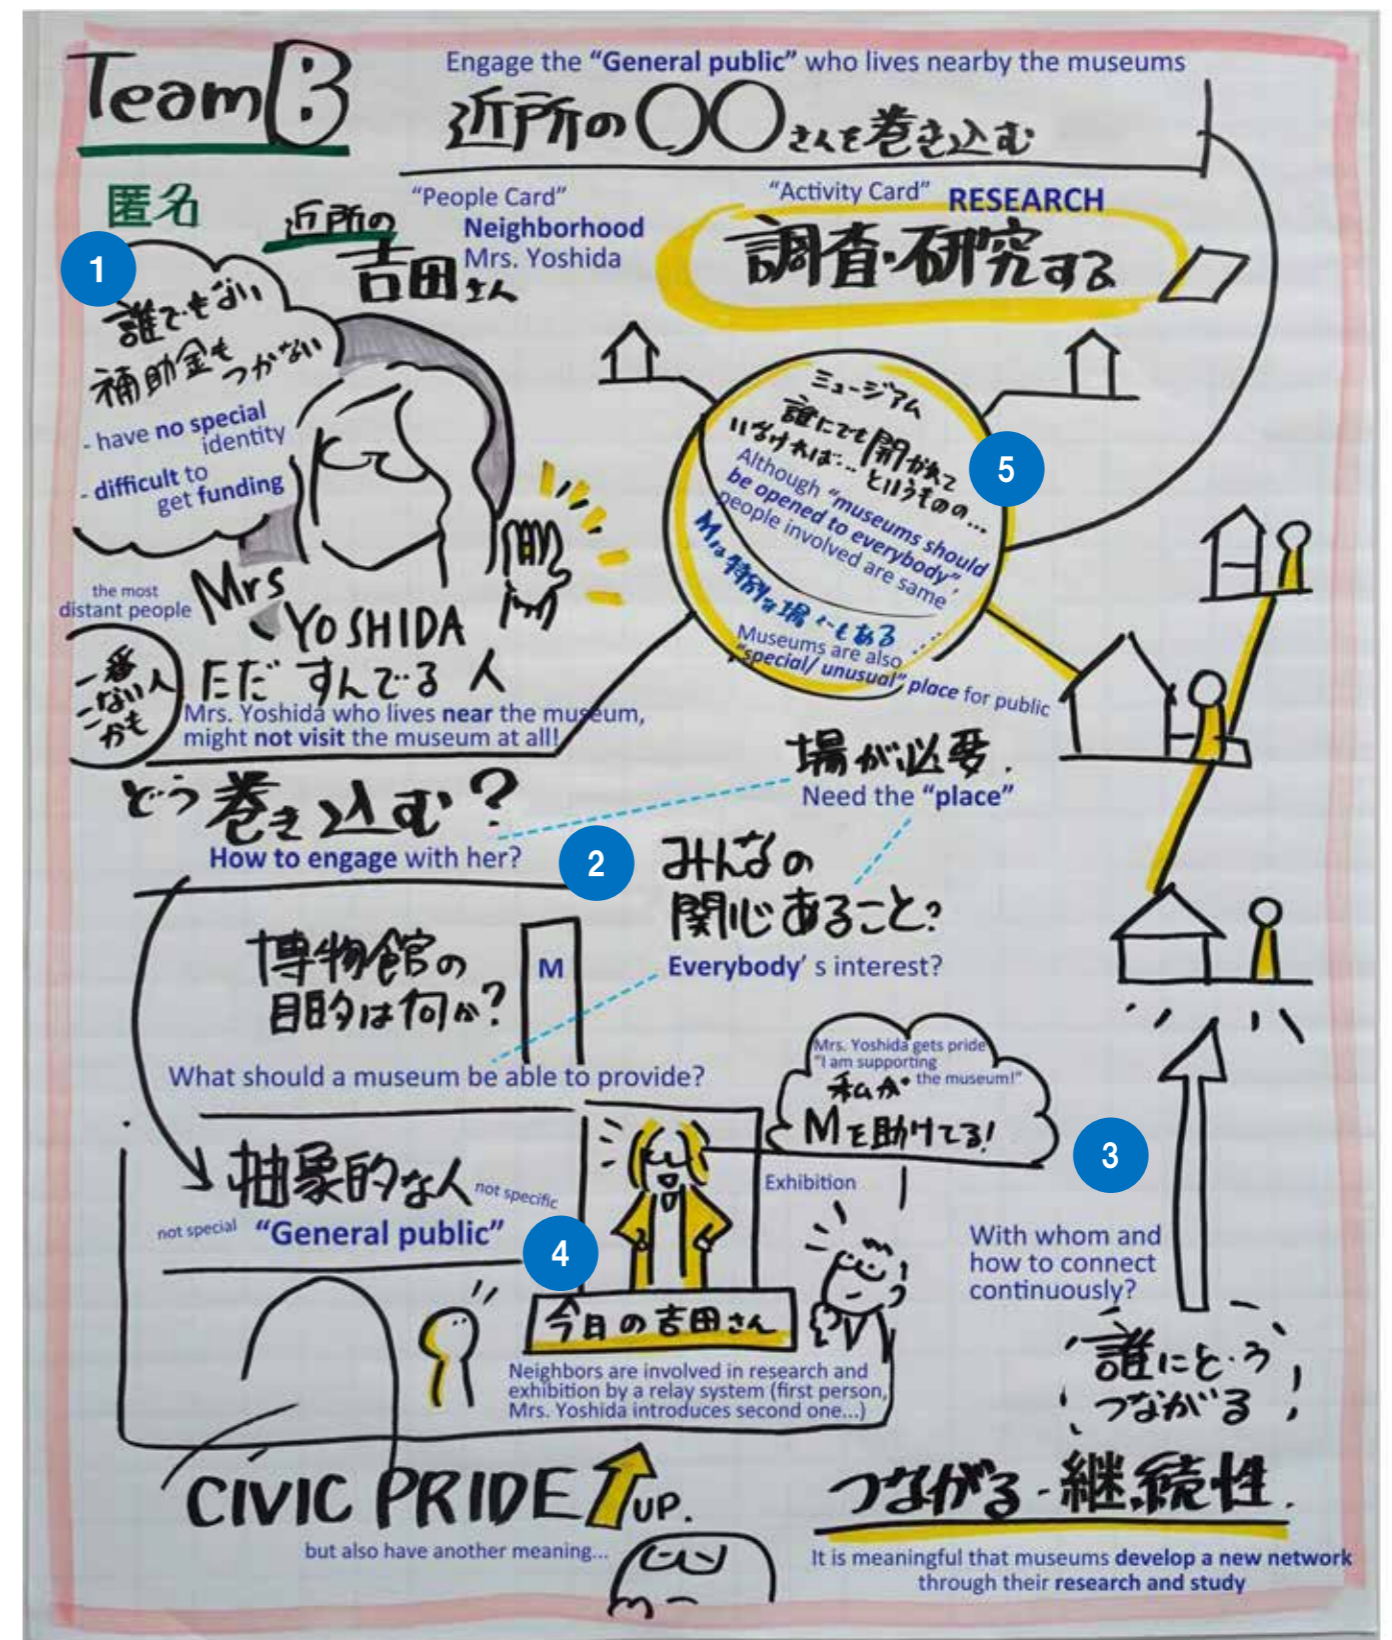 Team B
Engage the “General public” who lives nearby the museums
近所の〇〇さんを巻き込む
匿名
近所の
吉田さん
“People Card”
Neighborhood
Mrs. Yoshida
“Activity Card” RESEARCH
調査・研究する
1
誰でもない
補助金も
つかない
- have no special
identity
- difficult to
get funding
the most
distant people
Mrs
YOSHIDA
一番
こない人
かも
ただ すんでる 人
Mrs. Yoshida who lives near the museum,
might not visit the museum at all!
ミュージアム
誰にでも開かれて
いなければ…というものの…
5
Although “museums should
be opened to everybody”,
people involved are same
Mは特別な場でもある
Museums are also ....
“special/ unusual” place for public
どう巻き込む?
How to engage with her?
2
場が必要.
Need the “place”
みんなの
関心あること?
Everybody’ s interest?
博物館の
目的は何か?
M
What should a museum be able to provide?
Mrs. Yoshida gets pride
“I am supporting
the museum!”
私が
Mを助けてる!
3
抽象的な人
not specific
not special “General public”
4
Exhibition
今日の吉田さん
Neighbors are involved in research and
exhibition by a relay system (first person,
Mrs. Yoshida introduces second one...)
With whom and
how to connect
continuously?
誰にどう
つながる
CIVIC PRIDE UP.
but also have another meaning...
つながる・継続性.
It is meaningful that museums develop a new network
through their research and study